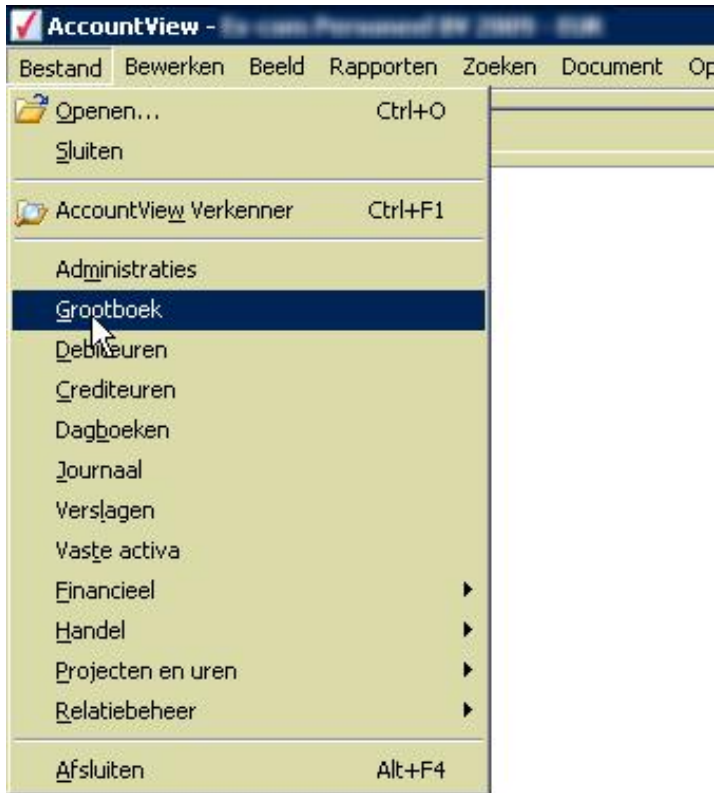 AccountView -
Bestand Bewerken Beeld Rapporten Zoeken Document Op
Openen... Ctrl+O
Sluiten
AccountView Verkenner Ctrl+F1
Administraties
Grootboek
Debiteuren
Crediteuren
Dagboeken
Journaal
Verslagen
Vaste activa
Financieel
Handel
Projecten en uren
Relatiebeheer
Afsluiten Alt+F4